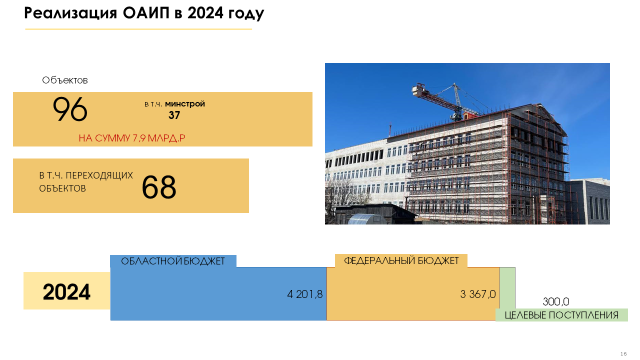 Реализация ОАИП в 2024 году
Объектов
96
в т.ч. минстрой
37
НА СУММУ 7,9 МЛРД.Р
В Т.Ч. ПЕРЕХОДЯЩИХ
ОБЪЕКТОВ
68
ОБЛАСТНОЙ БЮДЖЕТ
ФЕДЕРАЛЬНЫЙ БЮДЖЕТ
2024
4 201,8
3 367,0
300,0
ЦЕЛЕВЫЕ ПОСТУПЛЕНИЯ